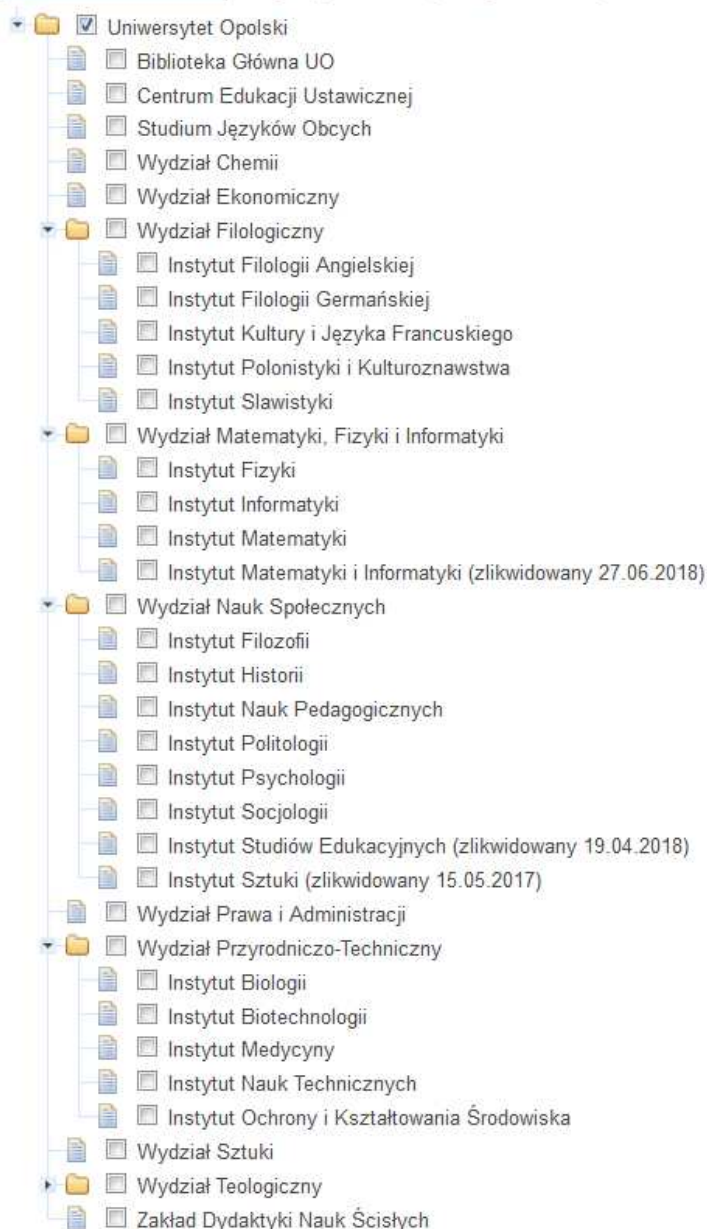 Uniwersytet Opolski
Biblioteka Główna UO
Centrum Edukacji Ustawicznej
Studium Języków Obcych
Wydział Chemii
Wydział Ekonomiczny
Wydział Filologiczny
Instytut Filologii Angielskiej
Instytut Filologii Germańskiej
Instytut Kultury i Języka Francuskiego
Instytut Polonistyki i Kulturoznawstwa
Instytut Slawistyki
Wydział Matematyki, Fizyki i Informatyki
Instytut Fizyki
Instytut Informatyki
Instytut Matematyki
Instytut Matematyki i Informatyki (zlikwidowany 27.06.2018)
Wydział Nauk Społecznych
Instytut Filozofii
Instytut Historii
Instytut Nauk Pedagogicznych
Instytut Politologii
Instytut Psychologii
Instytut Socjologii
Instytut Studiów Edukacyjnych (zlikwidowany 19.04.2018)
Instytut Sztuki (zlikwidowany 15.05.2017)
Wydział Prawa i Administracji
Wydział Przyrodniczo-Techniczny
Instytut Biologii
Instytut Biotechnologii
Instytut Medycyny
Instytut Nauk Technicznych
Instytut Ochrony i Kształtowania Środowiska
Wydział Sztuki
Wydział Teologiczny
Zakład Dydaktyki Nauk Ścisłych